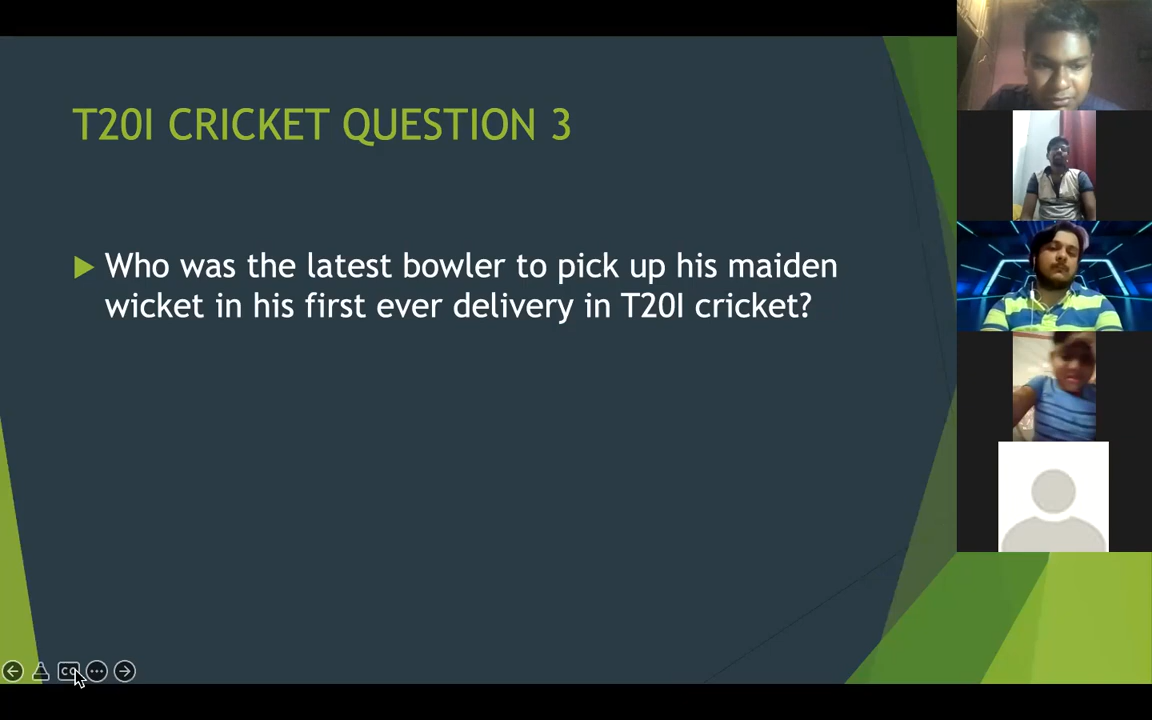 T20I CRICKET QUESTION 3
Who was the latest bowler to pick up his maiden
wicket in his first ever delivery in T20I cricket?